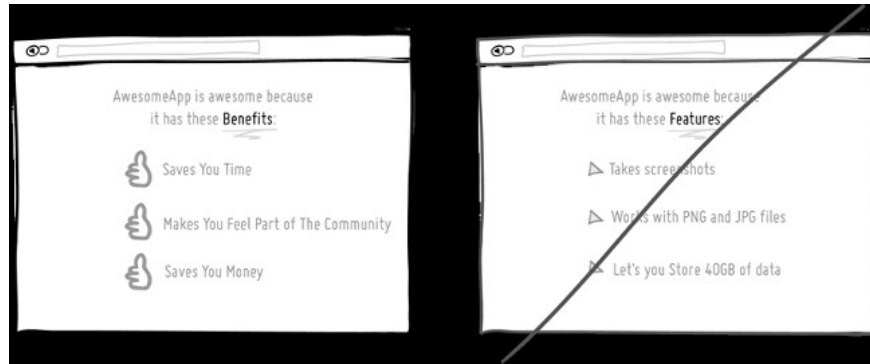 AwesomeApp is awesome because
it has these Benefits:
Saves You Time
Makes You Feel Part of The Community
Saves You Money
AwesomeApp is awesome because
it has these Features:
Takes screenshots
Works with PNG and JPG files
Let's you Store 40GB of data